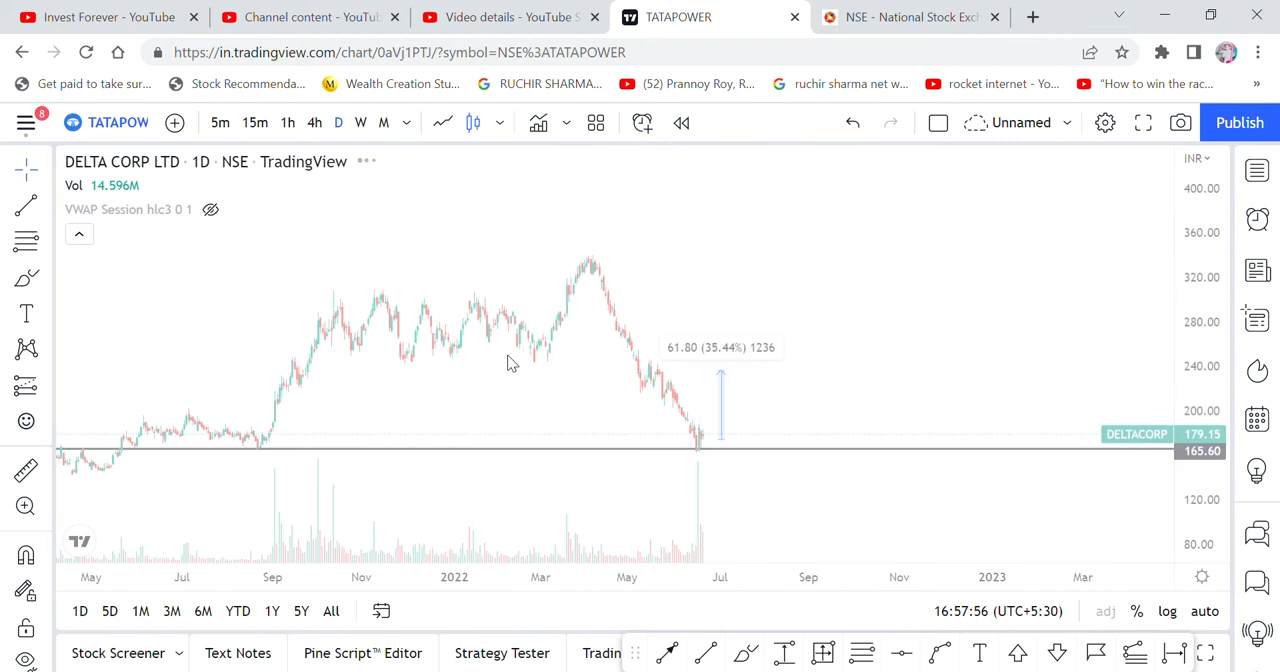 Invest Forever - YouTube
Channel content - YouTu
Video details - YouTube S
TATAPOWER
NSE - National Stock Exch
https://in.tradingview.com/chart/0aVj1PTJ/?symbol=NSE%3ATATAPOWER
Get paid to take sur...
Stock Recommenda...
Wealth Creation Stu...
RUCHIR SHARMA...
(52) Prannoy Roy, R...
ruchir sharma net w...
rocket internet - Yo...
"How to win the rac...
»
8
TATAPOW
5m 15m 1h 4h D W M
Unnamed
Publish
DELTA CORP LTD · 1D · NSE · TradingView
INR
Vol 14.596M
VWAP Session hlc3 0 1
400.00
360.00
320.00
280.00
61.80 (35.44%) 1236
240.00
200.00
DELTACORP 179.15
165.60
120.00
80.00
May Jul Sep Nov 2022 Mar May Jul Sep Nov 2023 Mar
1D 5D 1M 3M 6M YTD 1Y 5Y All
16:57:56 (UTC+5:30)
adj % log auto
Stock Screener
Text Notes
Pine Script™ Editor
Strategy Tester
Tradin